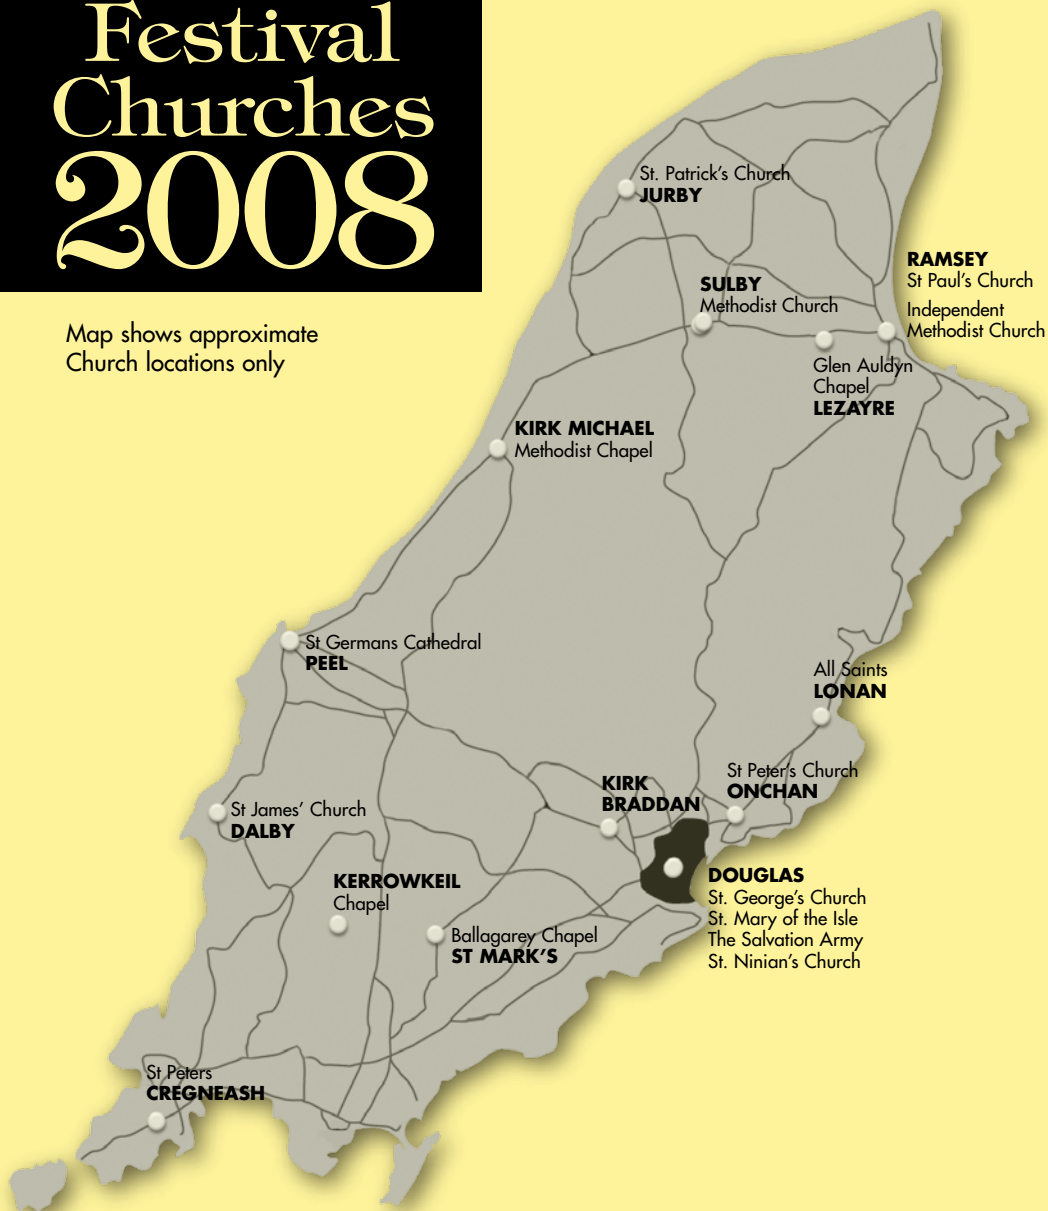 Festival
Churches
2008
Map shows approximate
Church locations only
St. Patrick's Church
JURBY
RAMSEY
St Paul's Church
Independent
Methodist Church
SULBY
Methodist Church
Glen Auldyn
Chapel
LEZAYRE
KIRK MICHAEL
Methodist Chapel
St Germans Cathedral
PEEL
All Saints
LONAN
St Peter's Church
ONCHAN
KIRK
BRADDAN
St James' Church
DALBY
DOUGLAS
St. George's Church
St. Mary of the Isle
The Salvation Army
St. Ninian's Church
KERROWKEIL
Chapel
Ballagarey Chapel
ST MARK'S
St Peters
CREGNEASH